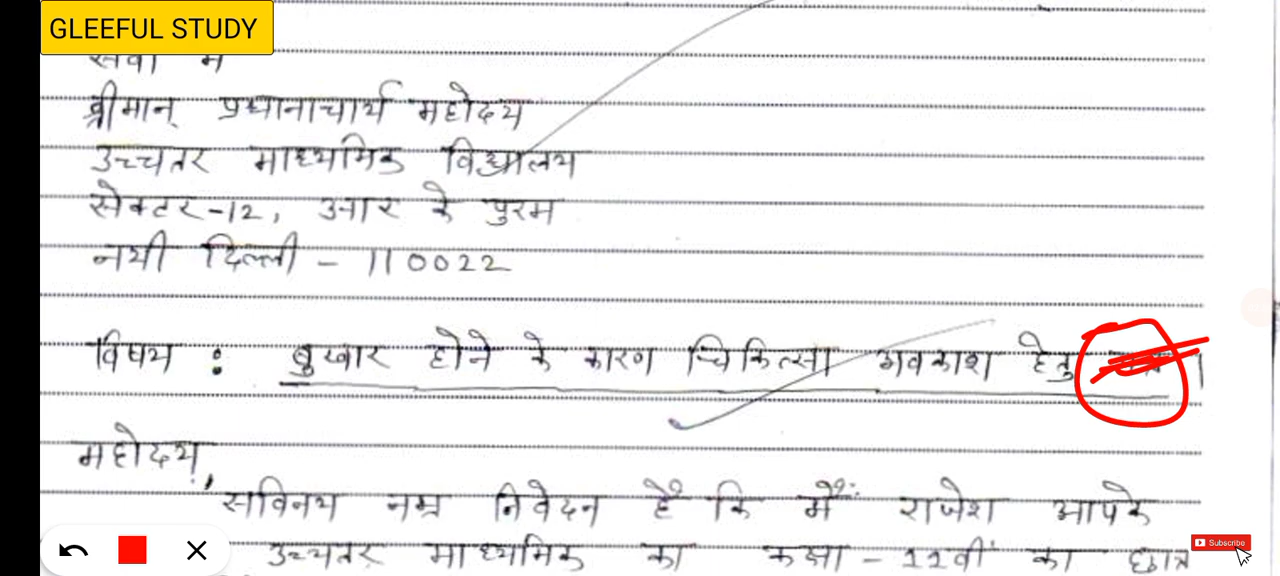 GLEEFUL STUDY
सेवा में
श्रीमान् प्रधानाचार्य महोदय
उच्चतर माध्यमिक विद्यालय
सेक्टर-12, आर के पुरम
नयी दिल्ली - 110022
विषय : बुखार होने के कारण चिकित्सा अवकाश हेतु
महोदय,
सविनय नम्र निवेदन है कि मैं राजेश आपके
उच्चतर माध्यमिक का कक्षा - 12वीं का छात्र
Subscribe